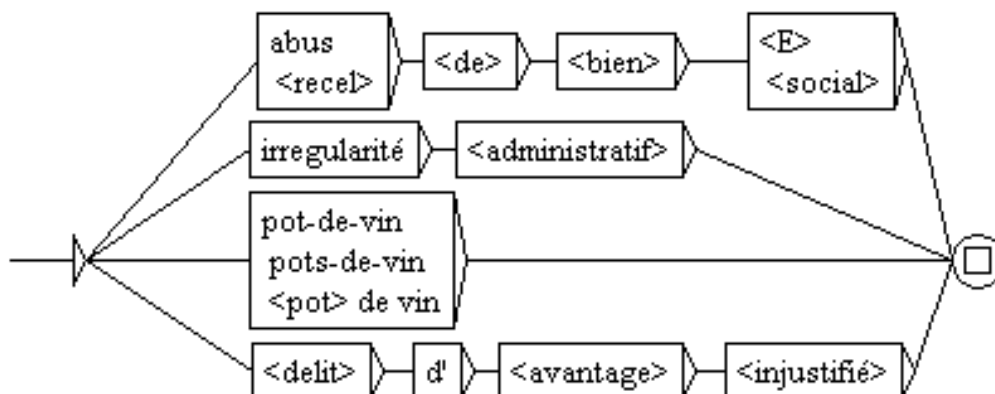 abus
<recel>
<de>
<bien>
<E>
<social>
irregularité
<administratif>
pot-de-vin
pots-de-vin
<pot> de vin
<delit>
d'
<avantage>
<injustifié>